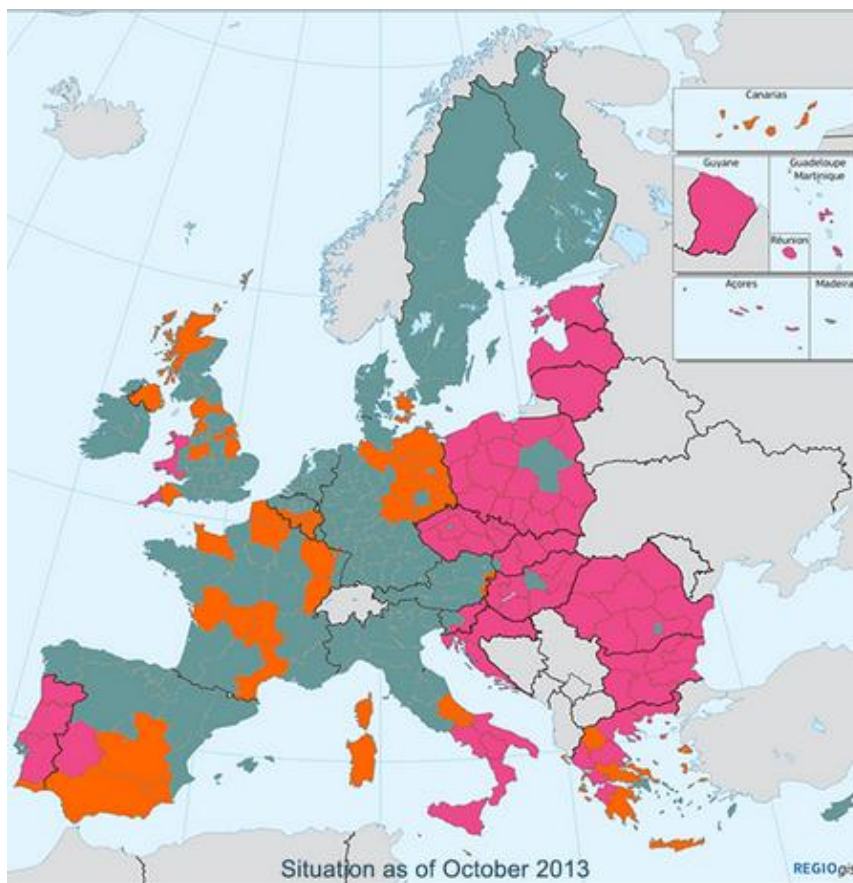 Canarias
Guyane
Guadeloupe
Martinique
Réunion
Açores
Madeira
Situation as of October 2013
REGIOgis